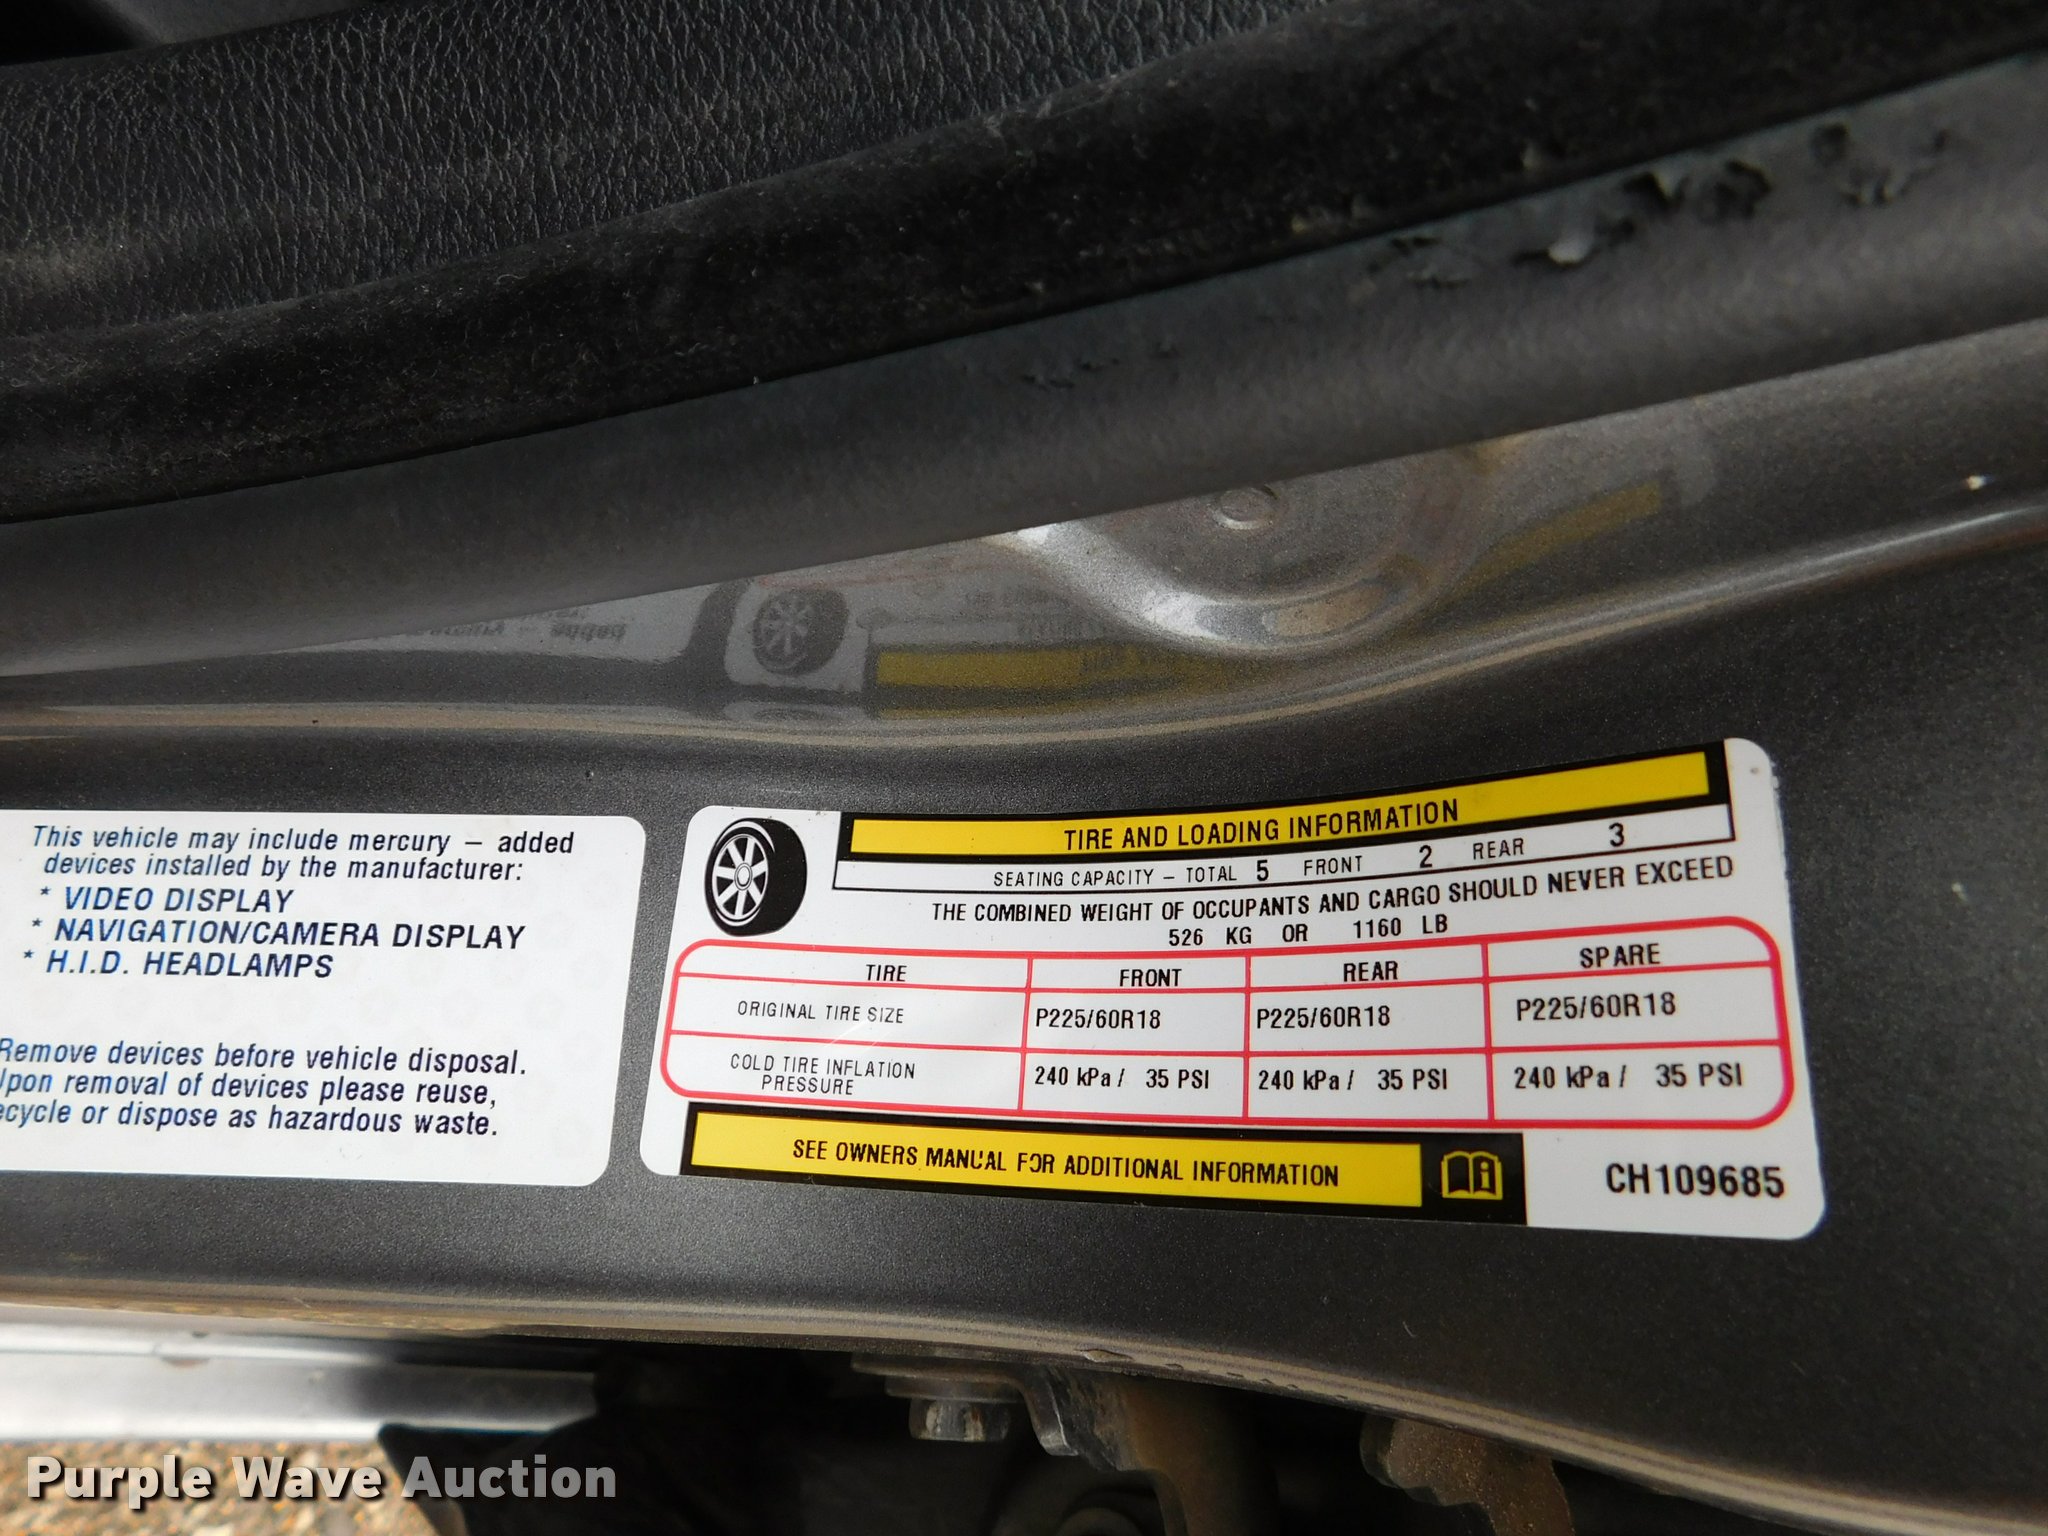 This vehicle may include mercury – added
devices installed by the manufacturer:
* VIDEO DISPLAY
* NAVIGATION/CAMERA DISPLAY
* H.I.D. HEADLAMPS
Remove devices before vehicle disposal.
Upon removal of devices please reuse,
recycle or dispose as hazardous waste.
TIRE AND LOADING INFORMATION
SEATING CAPACITY – TOTAL 5 FRONT 2 REAR 3
THE COMBINED WEIGHT OF OCCUPANTS AND CARGO SHOULD NEVER EXCEED
526 KG OR 1160 LB
TIRE FRONT REAR SPARE
ORIGINAL TIRE SIZE P225/60R18 P225/60R18 P225/60R18
COLD TIRE INFLATION
PRESSURE 240 kPa / 35 PSI 240 kPa / 35 PSI 240 kPa / 35 PSI
SEE OWNERS MANUAL FOR ADDITIONAL INFORMATION
CH109685
Purple Wave Auction